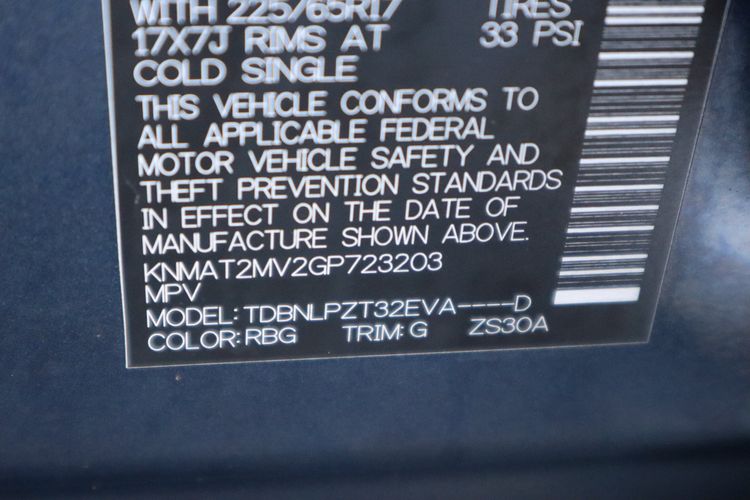 WITH 225/65R17 TIRES
17X7J RIMS AT 33 PSI
COLD SINGLE
THIS VEHICLE CONFORMS TO
ALL APPLICABLE FEDERAL
MOTOR VEHICLE SAFETY AND
THEFT PREVENTION STANDARDS
IN EFFECT ON THE DATE OF
MANUFACTURE SHOWN ABOVE.
KNMAT2MV2GP723203
MPV
MODEL: TDBNLPZT32EVA----D
COLOR: RBG TRIM: G ZS30A